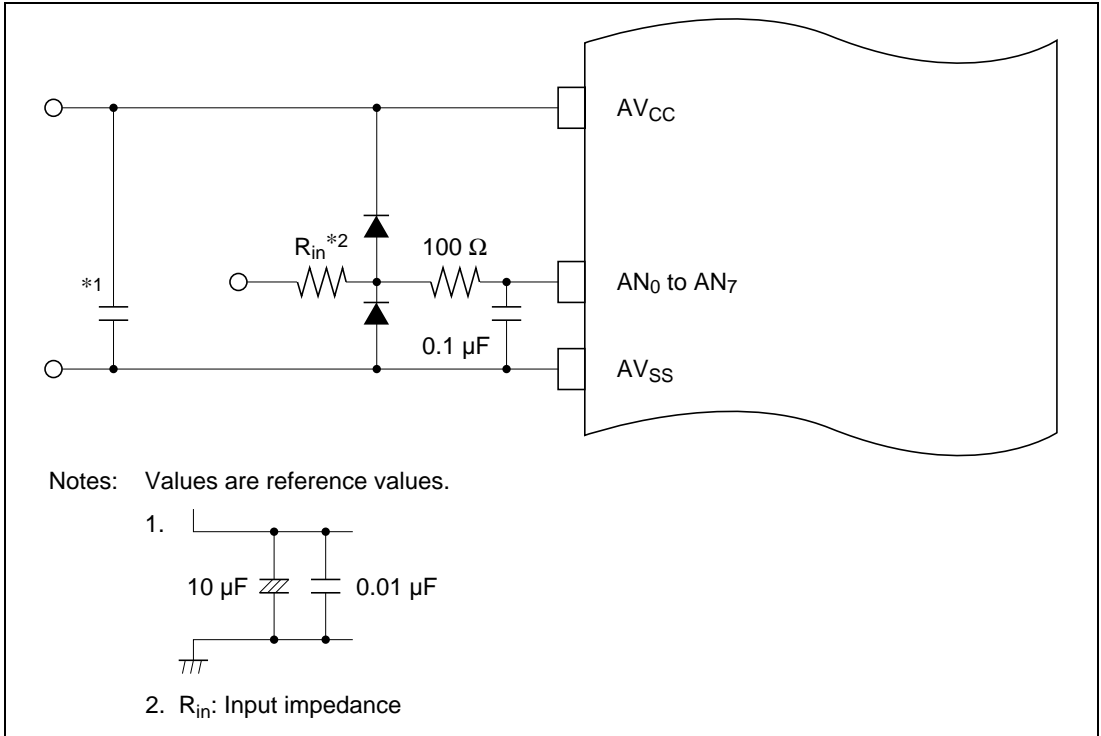 AVCC
Rin*2
100 Ω
*1
AN0 to AN7
0.1 µF
AVSS
Notes: Values are reference values.
1.
10 µF 0.01 µF
2. Rin: Input impedance